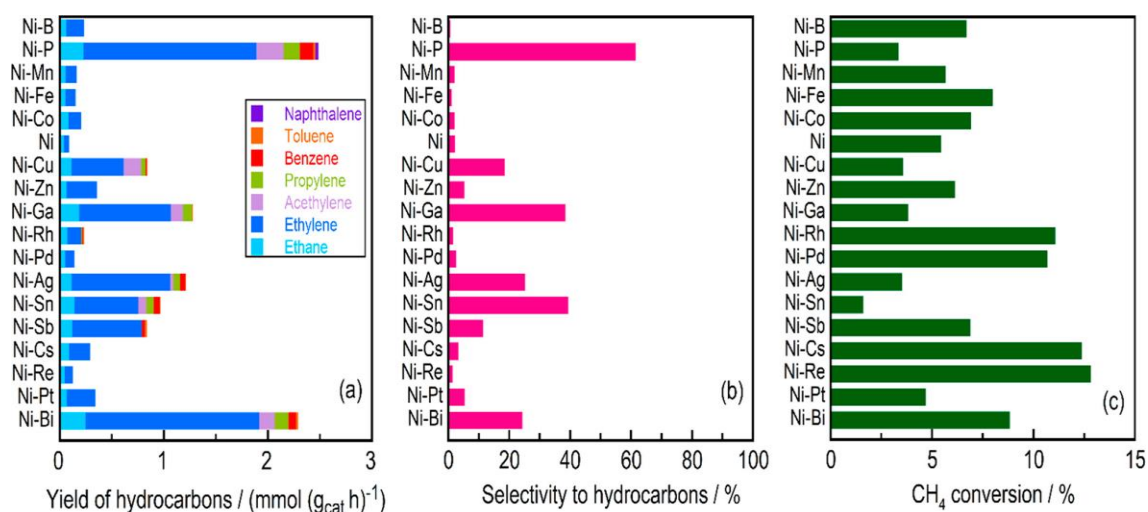 Ni-B
Ni-P
Ni-Mn
Ni-Fe
Ni-Co
Ni
Ni-Cu
Ni-Zn
Ni-Ga
Ni-Rh
Ni-Pd
Ni-Ag
Ni-Sn
Ni-Sb
Ni-Cs
Ni-Re
Ni-Pt
Ni-Bi
Naphthalene
Toluene
Benzene
Propylene
Acethylene
Ethylene
Ethane
(a)
0 1 2 3
Yield of hydrocarbons / (mmol (g_cat h)⁻¹)
Ni-B
Ni-P
Ni-Mn
Ni-Fe
Ni-Co
Ni
Ni-Cu
Ni-Zn
Ni-Ga
Ni-Rh
Ni-Pd
Ni-Ag
Ni-Sn
Ni-Sb
Ni-Cs
Ni-Re
Ni-Pt
Ni-Bi
(b)
0 20 40 60 80 100
Selectivity to hydrocarbons / %
Ni-B
Ni-P
Ni-Mn
Ni-Fe
Ni-Co
Ni
Ni-Cu
Ni-Zn
Ni-Ga
Ni-Rh
Ni-Pd
Ni-Ag
Ni-Sn
Ni-Sb
Ni-Cs
Ni-Re
Ni-Pt
Ni-Bi
(c)
0 5 10 15
CH₄ conversion / %